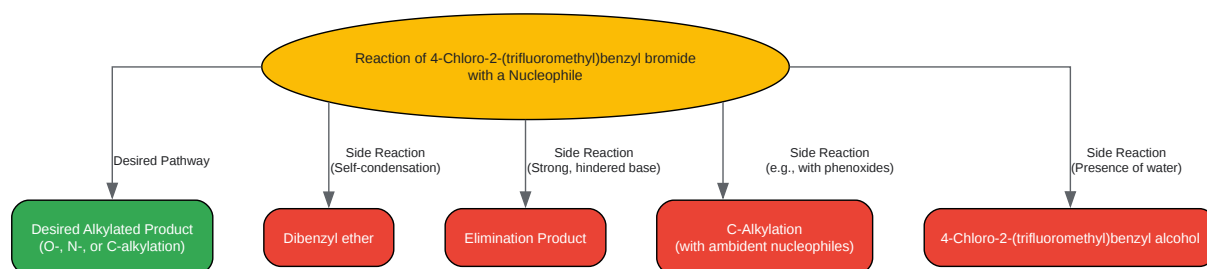 Reaction of 4-Chloro-2-(trifluoromethyl)benzyl bromide
with a Nucleophile
Desired Pathway
Side Reaction
(Self-condensation)
Side Reaction
(Strong, hindered base)
Side Reaction
(e.g., with phenoxides)
Side Reaction
(Presence of water)
Desired Alkylated Product
(O-, N-, or C-alkylation)
Dibenzyl ether
Elimination Product
C-Alkylation
(with ambident nucleophiles)
4-Chloro-2-(trifluoromethyl)benzyl alcohol